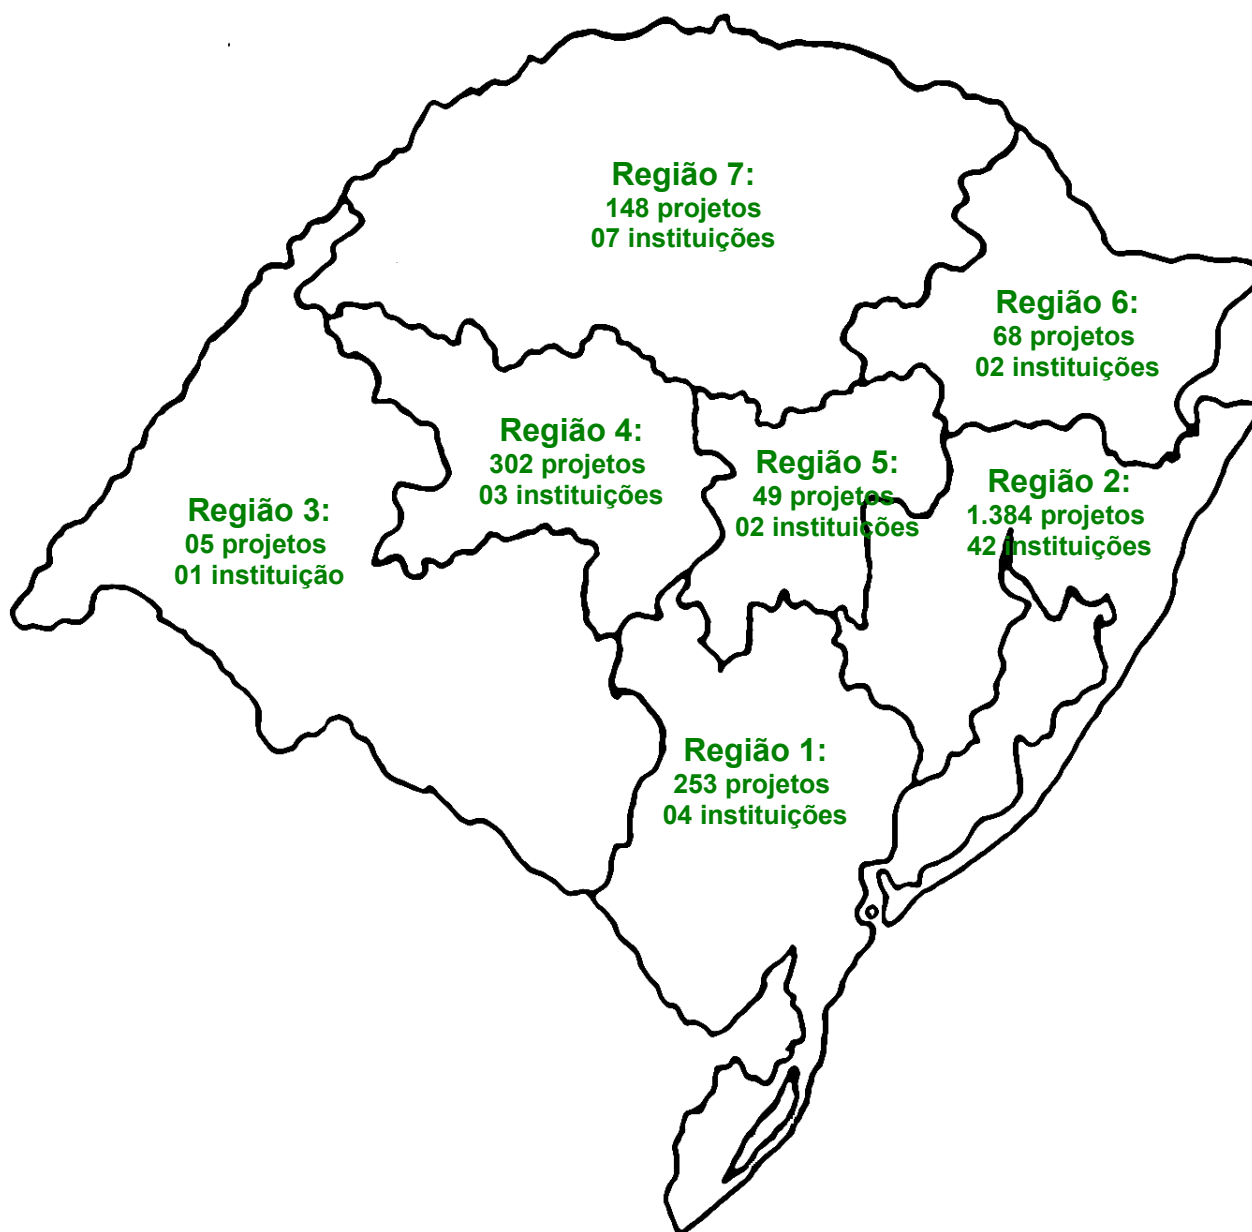 Região 7:
148 projetos
07 instituições
Região 6:
68 projetos
02 instituições
Região 4:
302 projetos
03 instituições
Região 5:
49 projetos
02 instituições
Região 2:
1.384 projetos
42 instituições
Região 3:
05 projetos
01 instituição
Região 1:
253 projetos
04 instituições